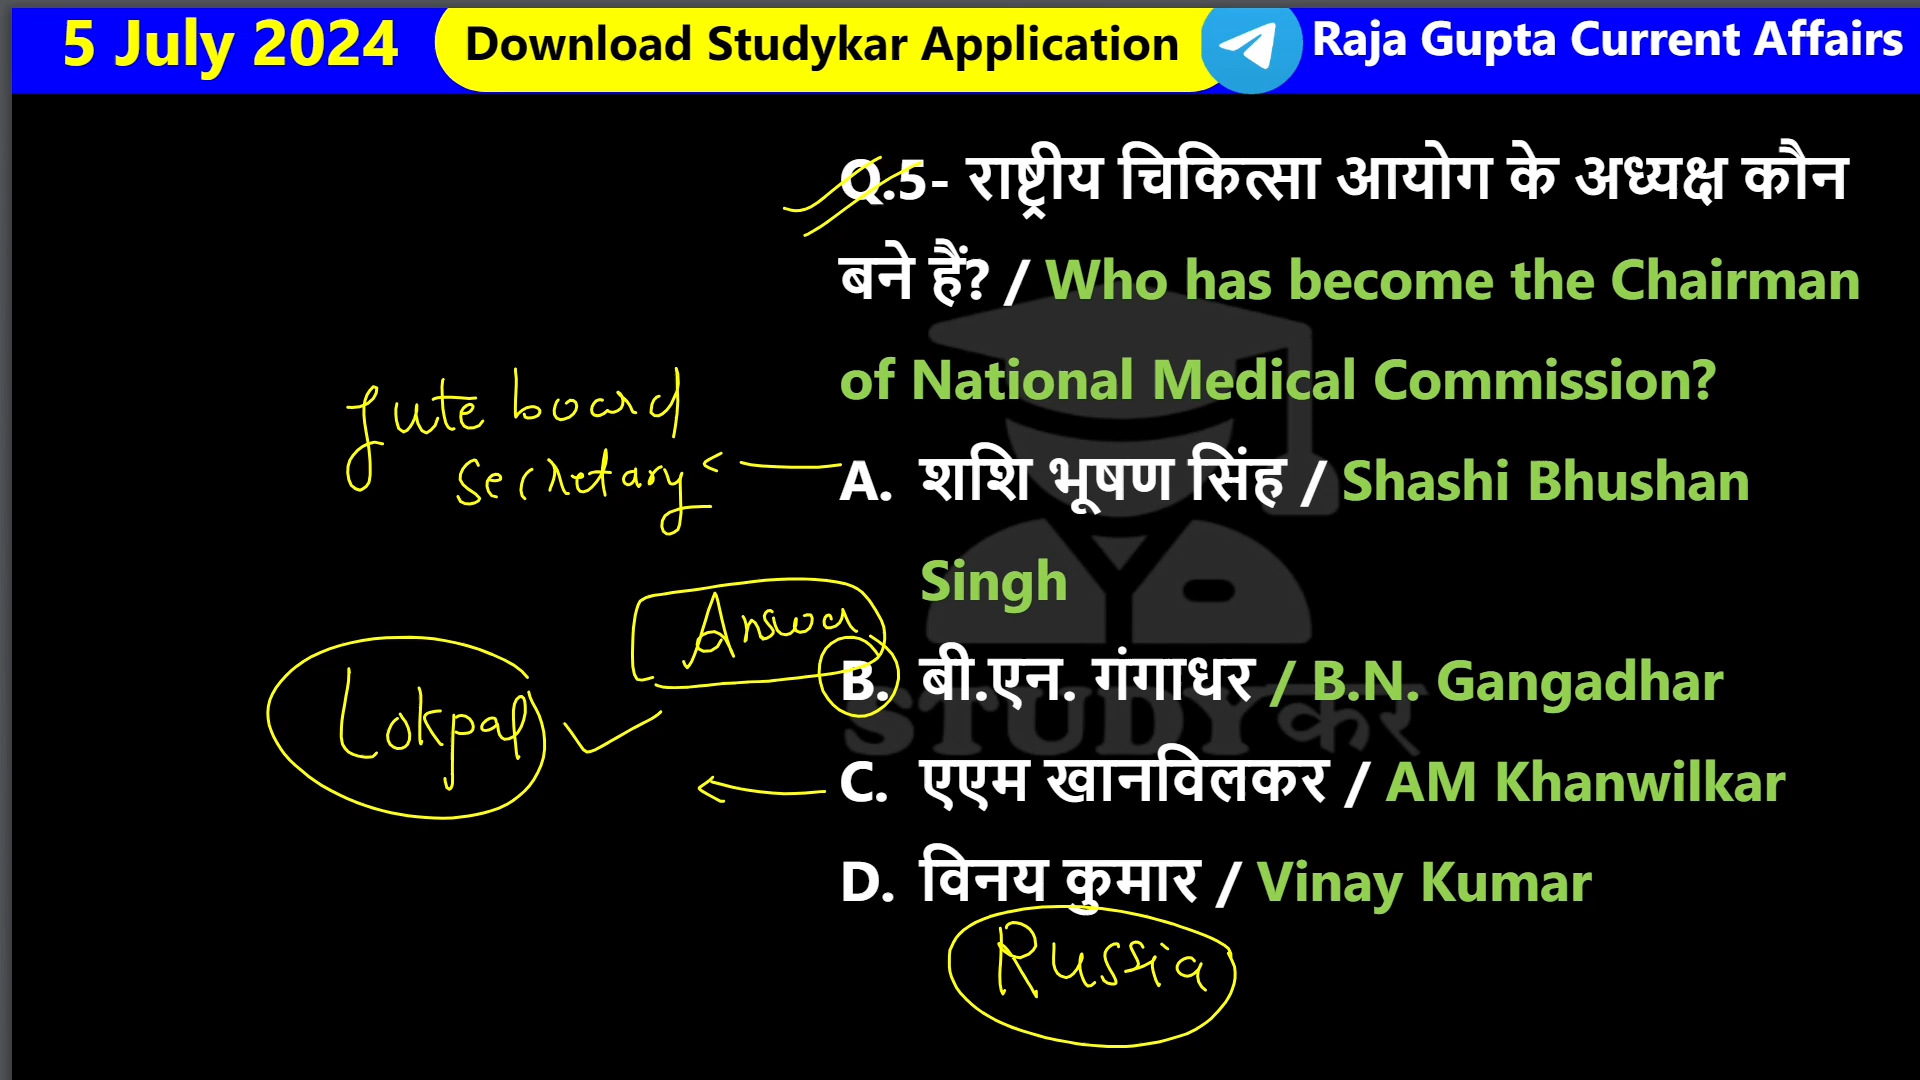 5 July 2024
Download Studykar Application
Raja Gupta Current Affairs
Q.5- राष्ट्रीय चिकित्सा आयोग के अध्यक्ष कौन
बने हैं? / Who has become the Chairman
of National Medical Commission?
Jute board
secretary
A. शशि भूषण सिंह / Shashi Bhushan
Singh
Answer
B. बी.एन. गंगाधर / B.N. Gangadhar
Lokpal
STUDYकर
C. एएम खानविलकर / AM Khanwilkar
D. विनय कुमार / Vinay Kumar
Russia